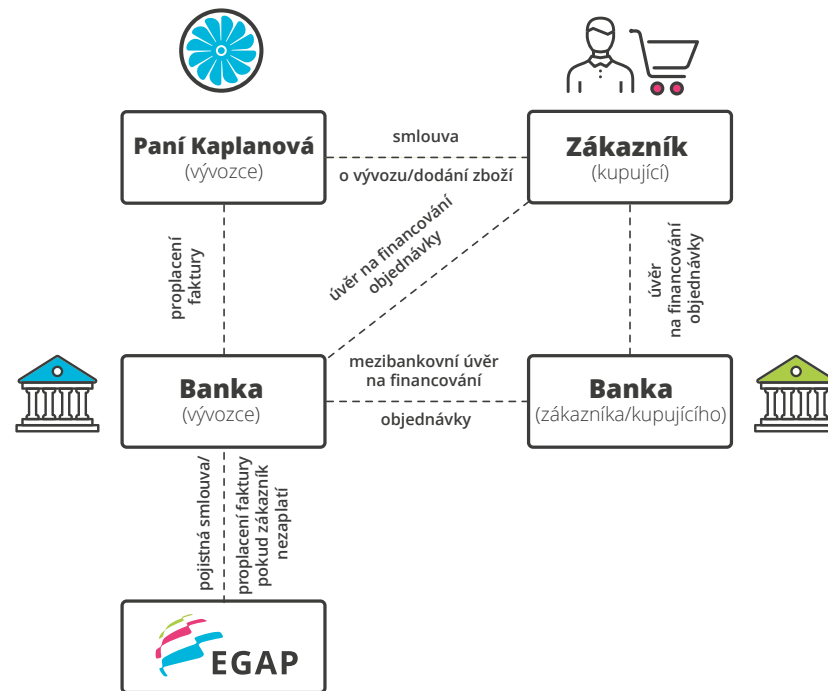 Paní Kaplanová
(vývozce)
smlouva
o vývozu/dodání zboží
Zákazník
(kupující)
proplacení
faktury
úvěr na financování
objednávky
úvěr
na financování
objednávky
Banka
(vývozce)
mezibankovní úvěr
na financování
objednávky
Banka
(zákazníka/kupujícího)
pojistná smlouva/
proplacení faktury
pokud zákazník
nezaplatí
EGAP